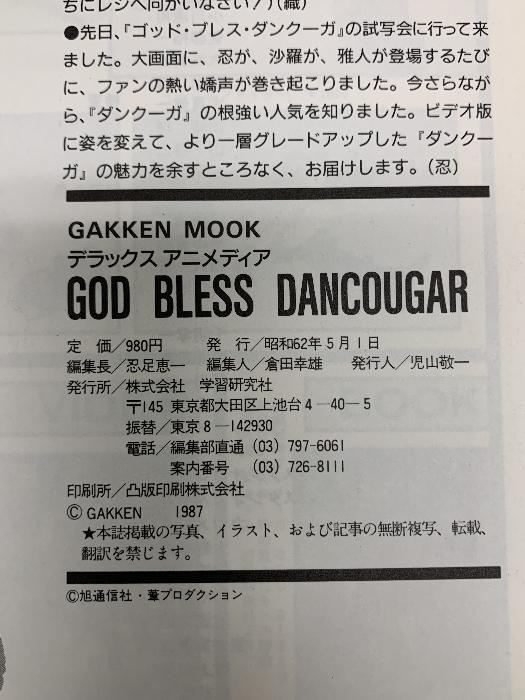 ちにレジへ向かいなさい！）（織）
●先日、『ゴッド・ブレス・ダンクーガ』の試写会に行って来
ました。大画面に、忍が、沙羅が、雅人が登場するたび
に、ファンの熱い嬌声が巻き起こりました。今さらなが
ら、『ダンクーガ』の根強い人気を知りました。ビデオ版
に姿を変えて、より一層グレードアップした『ダンクー
ガ』の魅力を余すところなく、お届けします。（忍）
GAKKEN MOOK
デラックス アニメディア
GOD BLESS DANCOUGAR
定 価／980円 発 行／昭和62年5月1日
編集長／忍足恵一 編集人／倉田幸雄 発行人／児山敬一
発行所／株式会社 学習研究社
〒145 東京都大田区上池台4―40―5
振替／東京8―142930
電話／編集部直通（03）797-6061
案内番号（03）726-8111
印刷所／凸版印刷株式会社
©GAKKEN 1987
★本誌掲載の写真、イラスト、および記事の無断複写、転載、
翻訳を禁じます。
©旭通信社・葦プロダクション